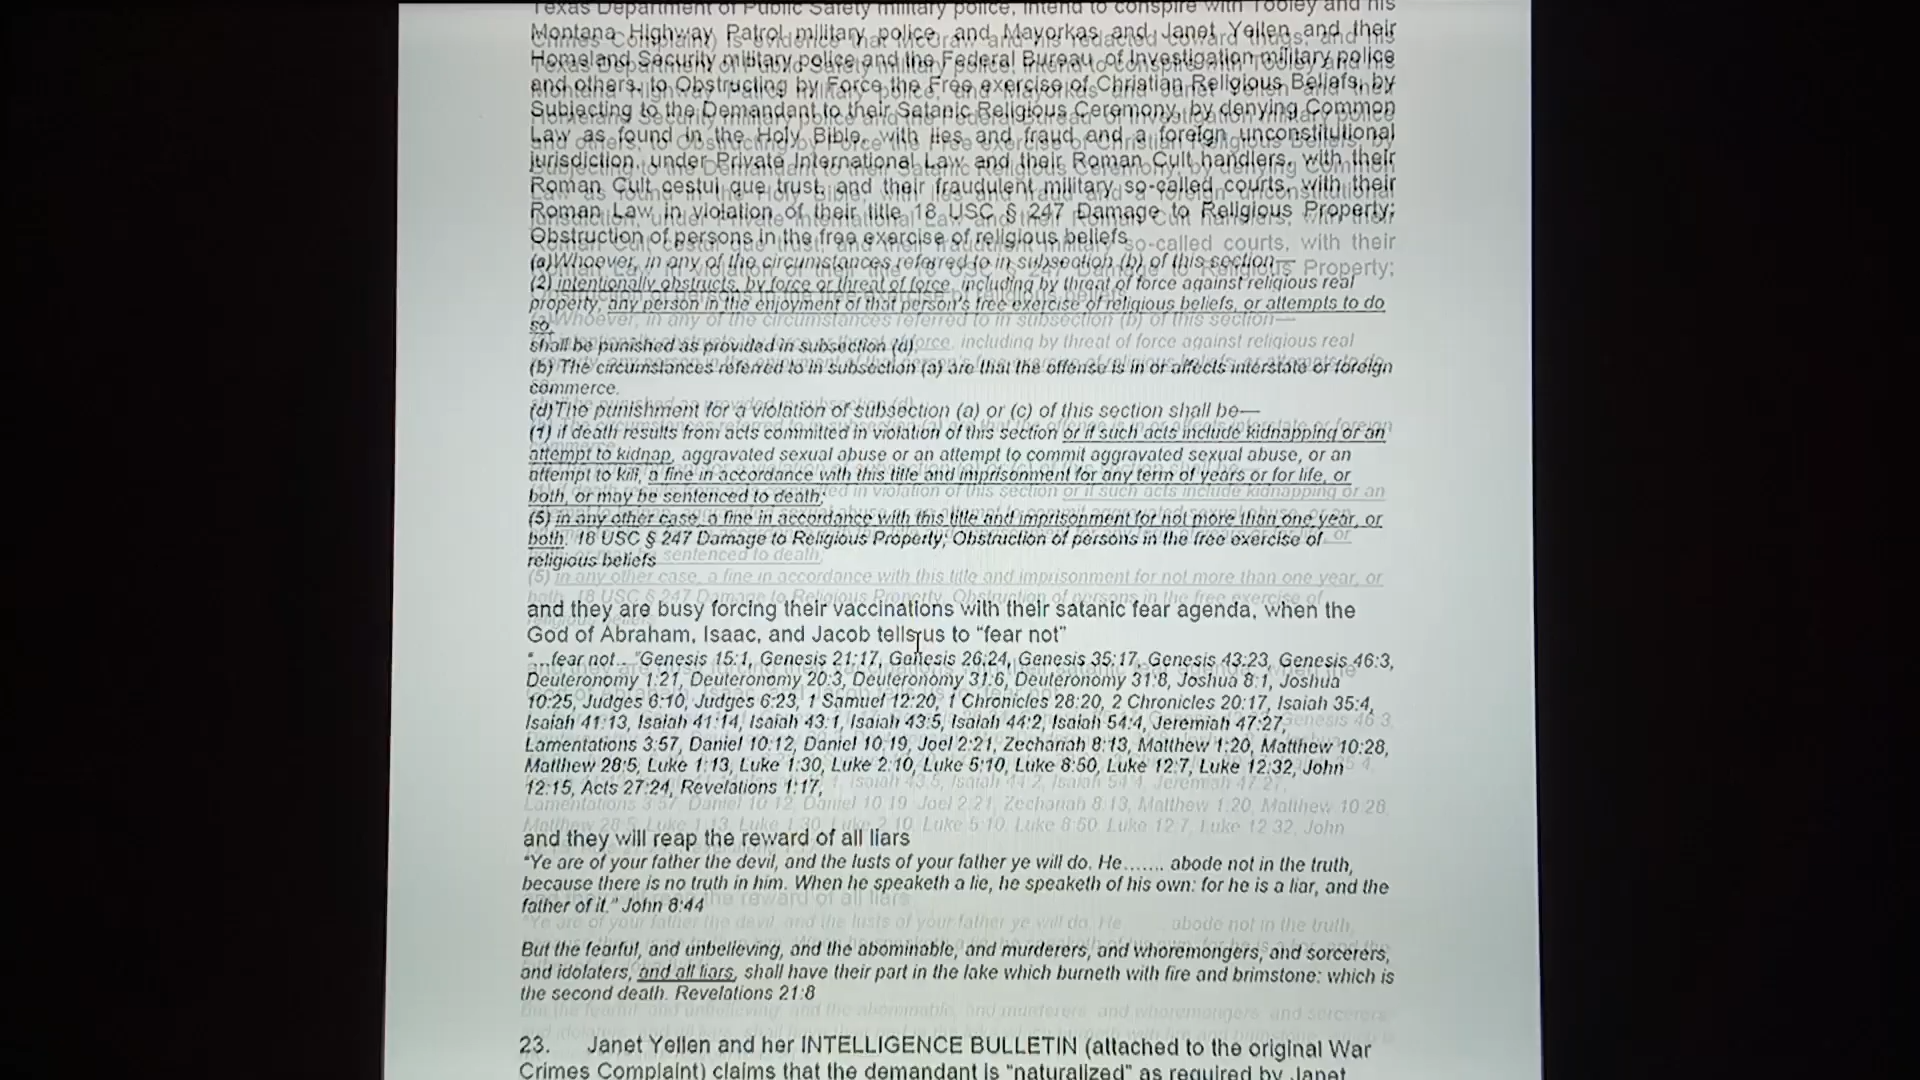 Texas Department of Public Safety military police, intend to conspire with Tooley and his
Montana Highway Patrol military police, and Mayorkas and Janet Yellen and their
Homeland Security military police and the Federal Bureau of Investigation military police
and others, to Obstructing by Force the Free exercise of Christian Religious Beliefs, by
Subjecting to the Demandant to their Satanic Religious Ceremony, by denying Common
Law as found in the Holy Bible, with lies and fraud and a foreign unconstitutional
jurisdiction, under Private International Law and their Roman Cult handlers, with their
Roman Cult cestui que trust, and their fraudulent military so-called courts, with their
Roman Law in violation of their title 18 USC § 247 Damage to Religious Property;
Obstruction of persons in the free exercise of religious beliefs
(a)Whoever, in any of the circumstances referred to in subsection (b) of this section—
(2) intentionally obstructs, by force or threat of force, including by threat of force against religious real
property, any person in the enjoyment of that person's free exercise of religious beliefs, or attempts to do
so,
shall be punished as provided in subsection (d).
(b) The circumstances referred to in subsection (a) are that the offense is in or affects interstate or foreign
commerce.
(d)The punishment for a violation of subsection (a) or (c) of this section shall be—
(1) if death results from acts committed in violation of this section or if such acts include kidnapping or an
attempt to kidnap, aggravated sexual abuse or an attempt to commit aggravated sexual abuse, or an
attempt to kill, a fine in accordance with this title and imprisonment for any term of years or for life, or
both, or may be sentenced to death;
(5) in any other case, a fine in accordance with this title and imprisonment for not more than one year, or
both. 18 USC § 247 Damage to Religious Property; Obstruction of persons in the free exercise of
religious beliefs
and they are busy forcing their vaccinations with their satanic fear agenda, when the
God of Abraham, Isaac, and Jacob tells us to "fear not"
"...fear not... "Genesis 15:1, Genesis 21:17, Genesis 26:24, Genesis 35:17, Genesis 43:23, Genesis 46:3,
Deuteronomy 1:21, Deuteronomy 20:3, Deuteronomy 31:6, Deuteronomy 31:8, Joshua 8:1, Joshua
10:25, Judges 6:10, Judges 6:23, 1 Samuel 12:20, 1 Chronicles 28:20, 2 Chronicles 20:17, Isaiah 35:4,
Isaiah 41:13, Isaiah 41:14, Isaiah 43:1, Isaiah 43:5, Isaiah 44:2, Isaiah 54:4, Jeremiah 47:27,
Lamentations 3:57, Daniel 10:12, Daniel 10:19, Joel 2:21, Zechariah 8:13, Matthew 1:20, Matthew 10:28,
Matthew 28:5, Luke 1:13, Luke 1:30, Luke 2:10, Luke 5:10, Luke 8:50, Luke 12:7, Luke 12:32, John
12:15, Acts 27:24, Revelations 1:17,
and they will reap the reward of all liars
"Ye are of your father the devil, and the lusts of your father ye will do. He……. abode not in the truth,
because there is no truth in him. When he speaketh a lie, he speaketh of his own: for he is a liar, and the
father of it." John 8:44
But the fearful, and unbelieving, and the abominable, and murderers, and whoremongers, and sorcerers,
and idolaters, and all liars, shall have their part in the lake which burneth with fire and brimstone: which is
the second death. Revelations 21:8
23. Janet Yellen and her INTELLIGENCE BULLETIN (attached to the original War
Crimes Complaint) claims that the demandant is "naturalized" as required by Janet